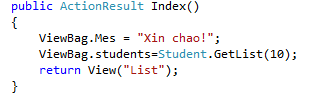 public ActionResult Index()
{
    ViewBag.Mes = "Xin chao!";
    ViewBag.students=Student.GetList(10);
    return View("List");
}